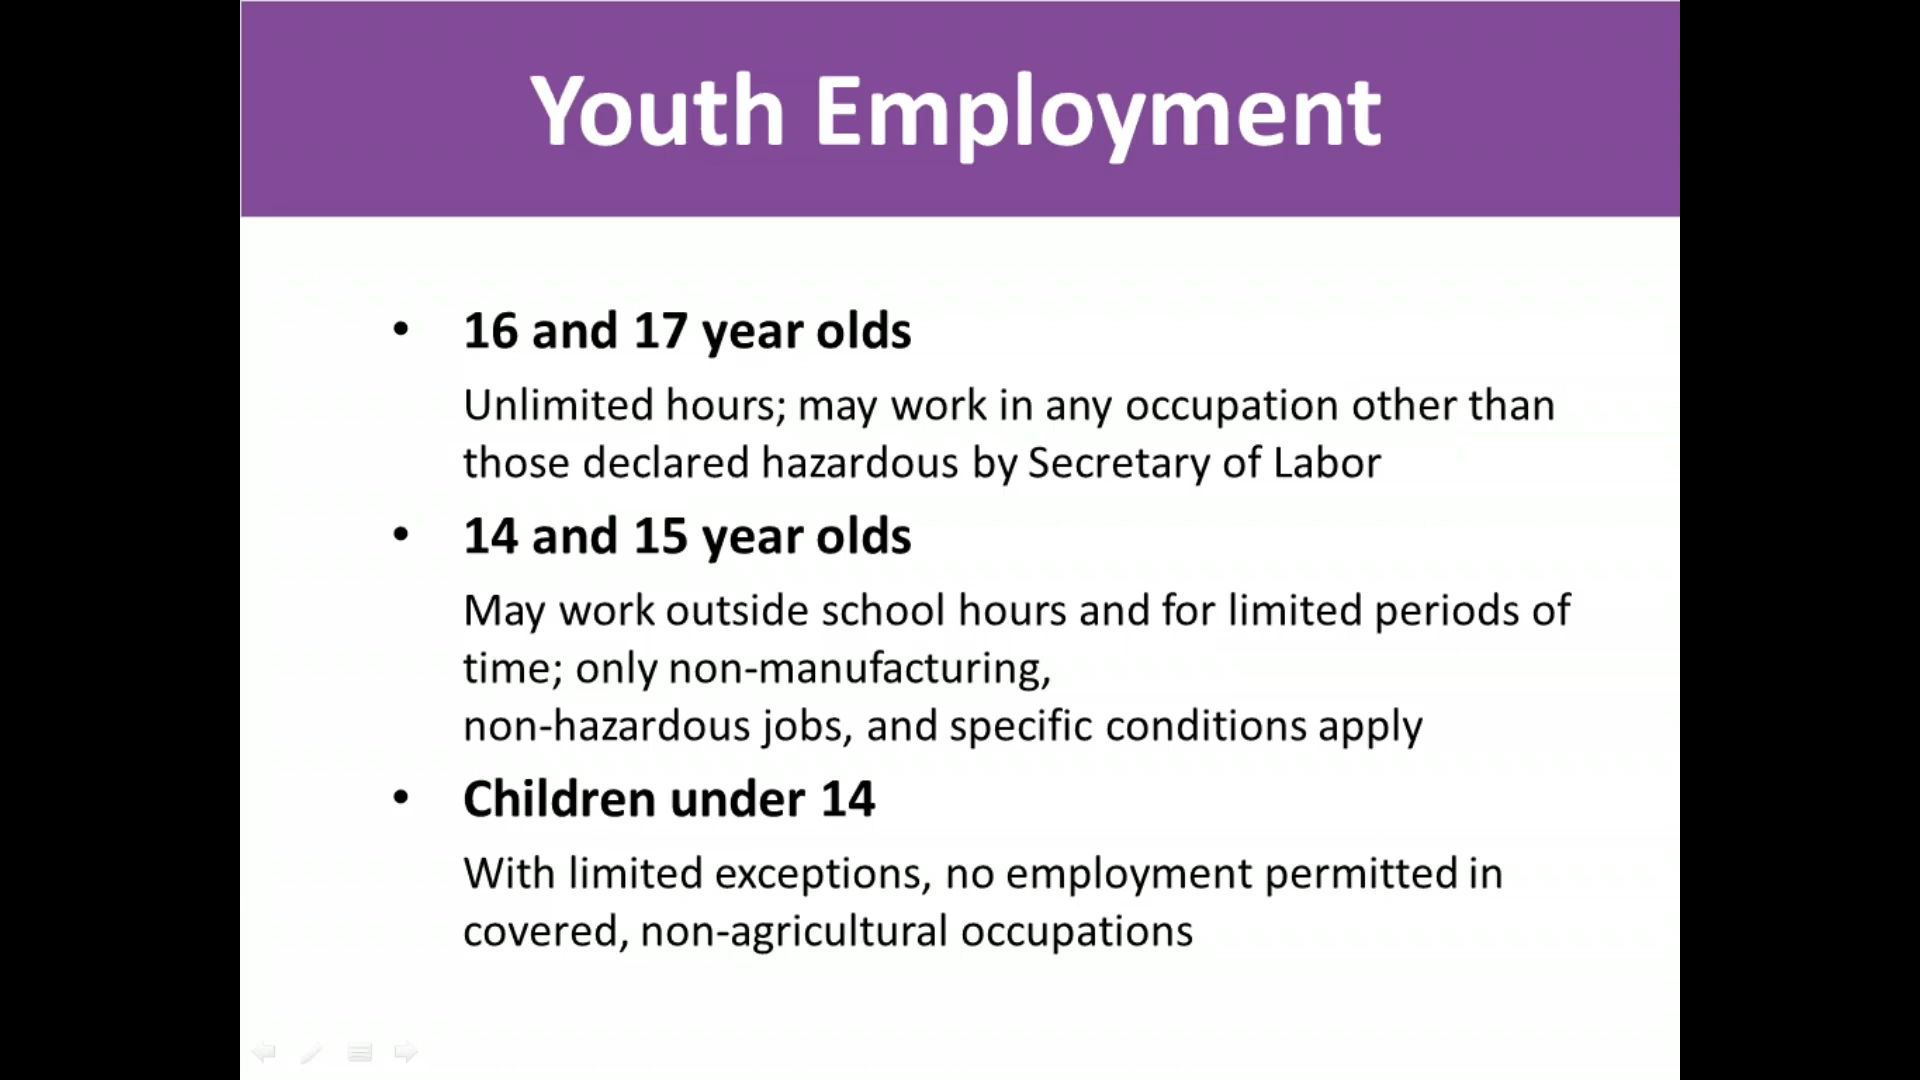 Youth Employment
• 16 and 17 year olds
Unlimited hours; may work in any occupation other than
those declared hazardous by Secretary of Labor
• 14 and 15 year olds
May work outside school hours and for limited periods of
time; only non-manufacturing,
non-hazardous jobs, and specific conditions apply
• Children under 14
With limited exceptions, no employment permitted in
covered, non-agricultural occupations